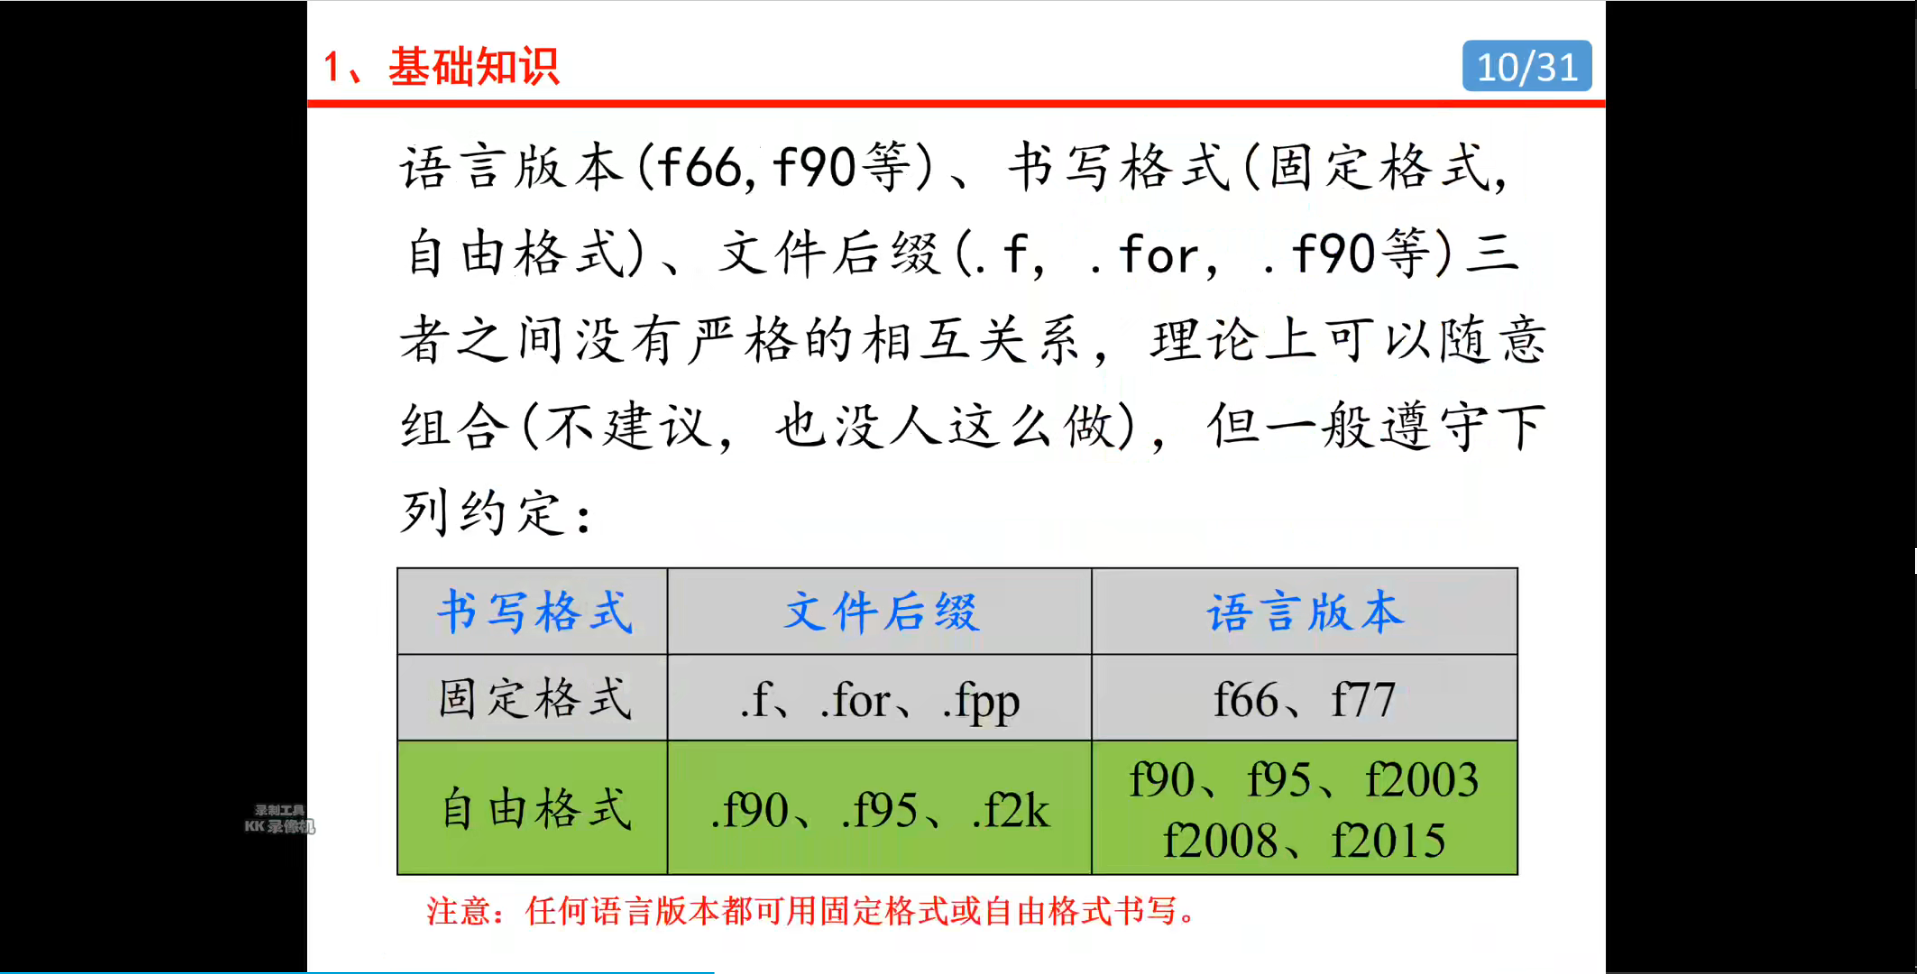 1、基础知识
10/31
语言版本(f66,f90等)、书写格式(固定格式,
自由格式)、文件后缀(.f, .for, .f90等)三
者之间没有严格的相互关系，理论上可以随意
组合(不建议，也没人这么做)，但一般遵守下
列约定：
书写格式 文件后缀 语言版本
固定格式 .f、.for、.fpp f66、f77
自由格式 .f90、.f95、.f2k f90、f95、f2003
f2008、f2015
录制工具
KK录像机
注意：任何语言版本都可用固定格式或自由格式书写。